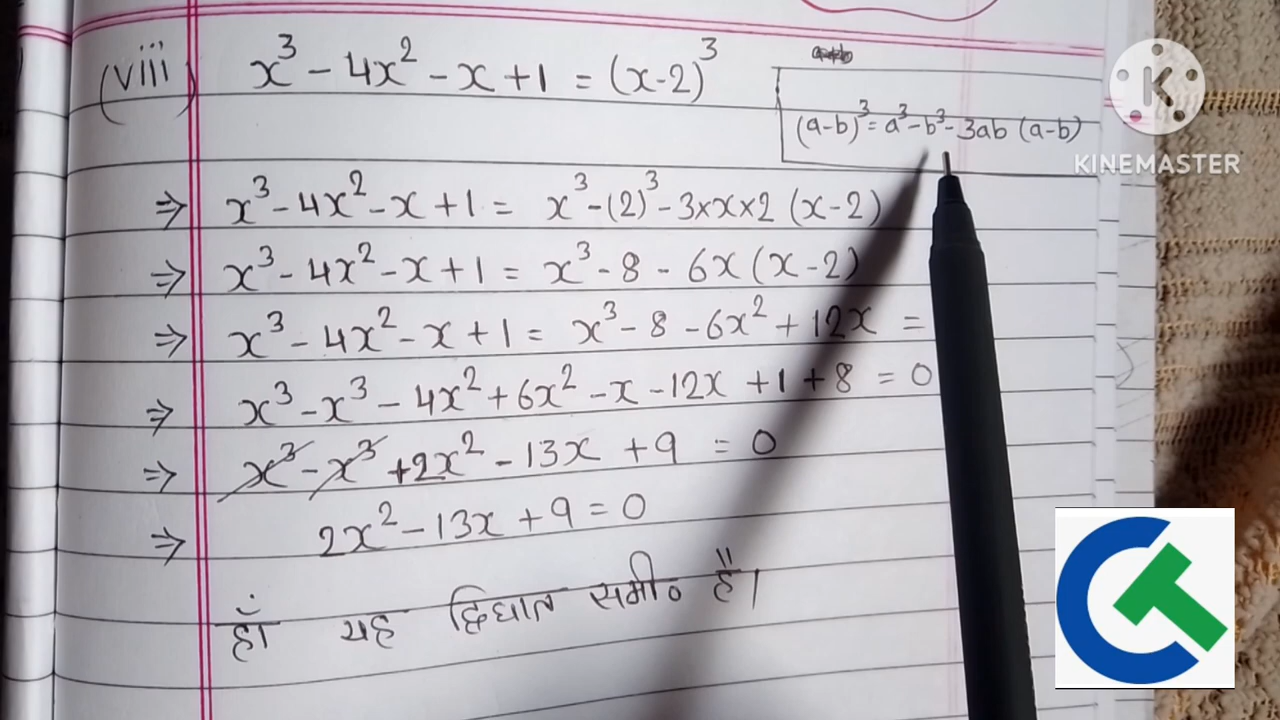 (viii) x³ - 4x² - x + 1 = (x-2)³
(a-b)³ = a³-b³- 3ab (a-b)
KINEMASTER
⇒ x³ - 4x² - x + 1 = x³ - (2)³ - 3×x×2 (x-2)
⇒ x³ - 4x² - x + 1 = x³ - 8 - 6x (x-2)
⇒ x³ - 4x² - x + 1 = x³ - 8 - 6x² + 12x =
⇒ x³ - x³ - 4x² + 6x² - x - 12x + 1 + 8 = 0
⇒ x³ - x³ + 2x² - 13x + 9 = 0
⇒ 2x² - 13x + 9 = 0
हाँ यह द्विघात समी० है।